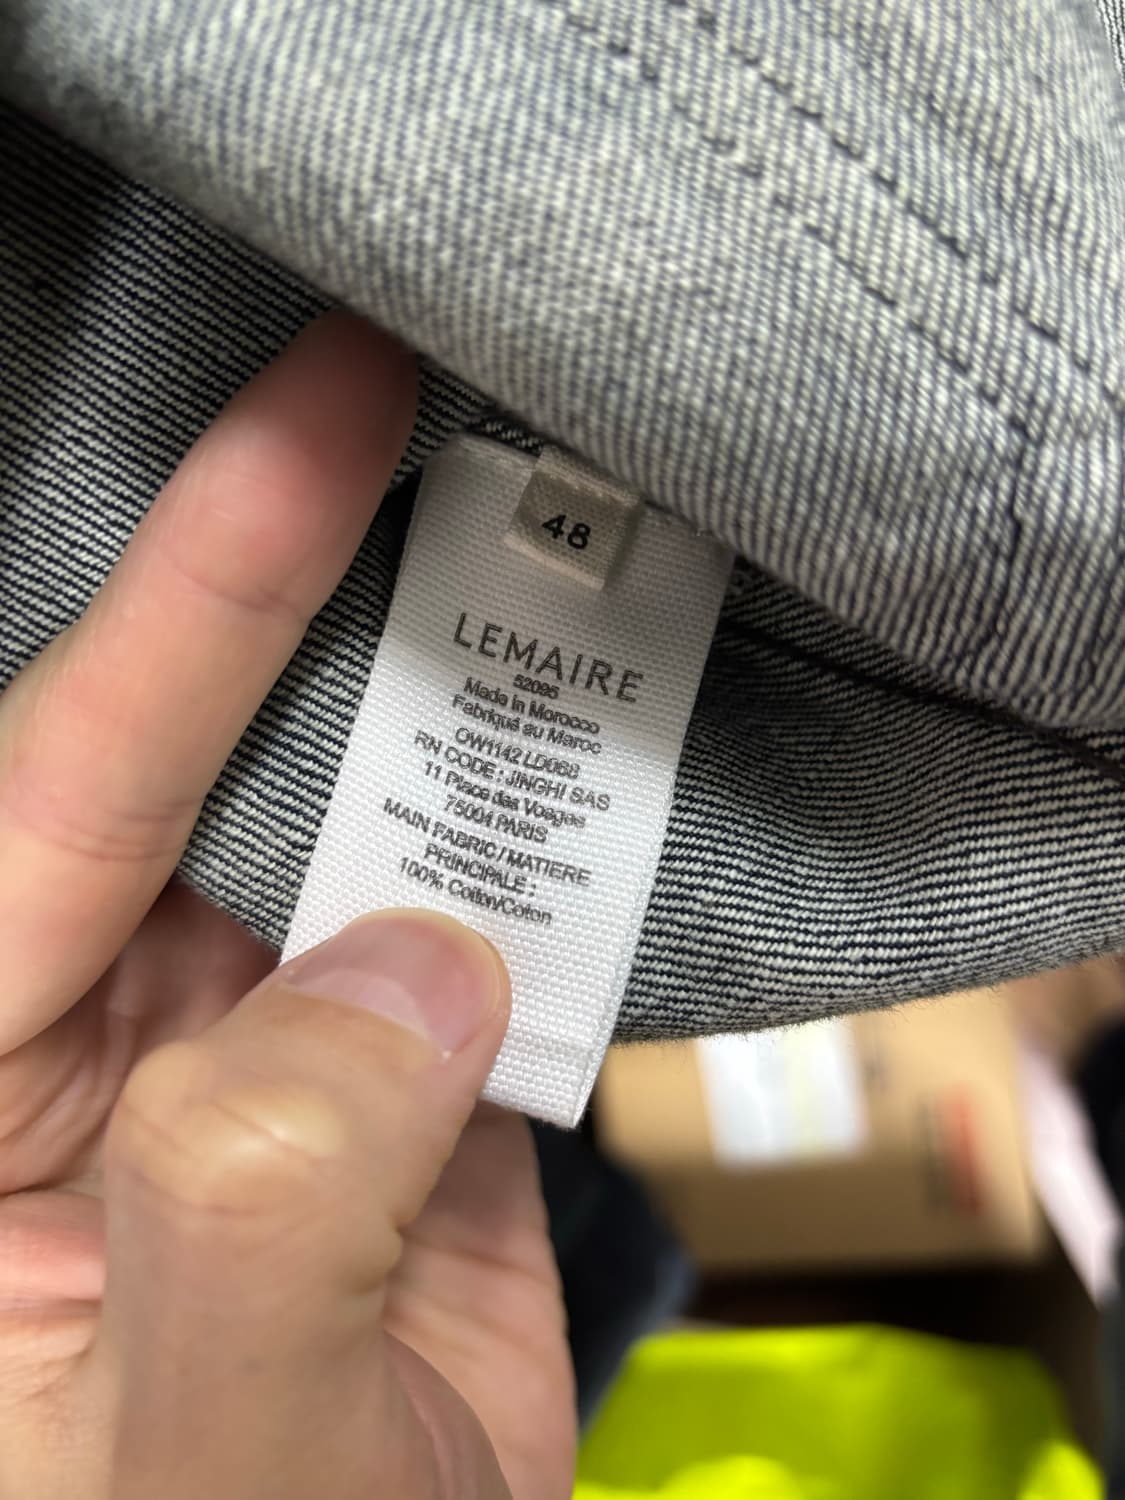 48
LEMAIRE
52095
Made in Morocco
Fabriqué au Maroc
OW1142 LD060
RN CODE : JINGHI SAS
11 Place des Vosges
75004 PARIS
MAIN FABRIC / MATIERE
PRINCIPALE :
100% Cotton/Coton